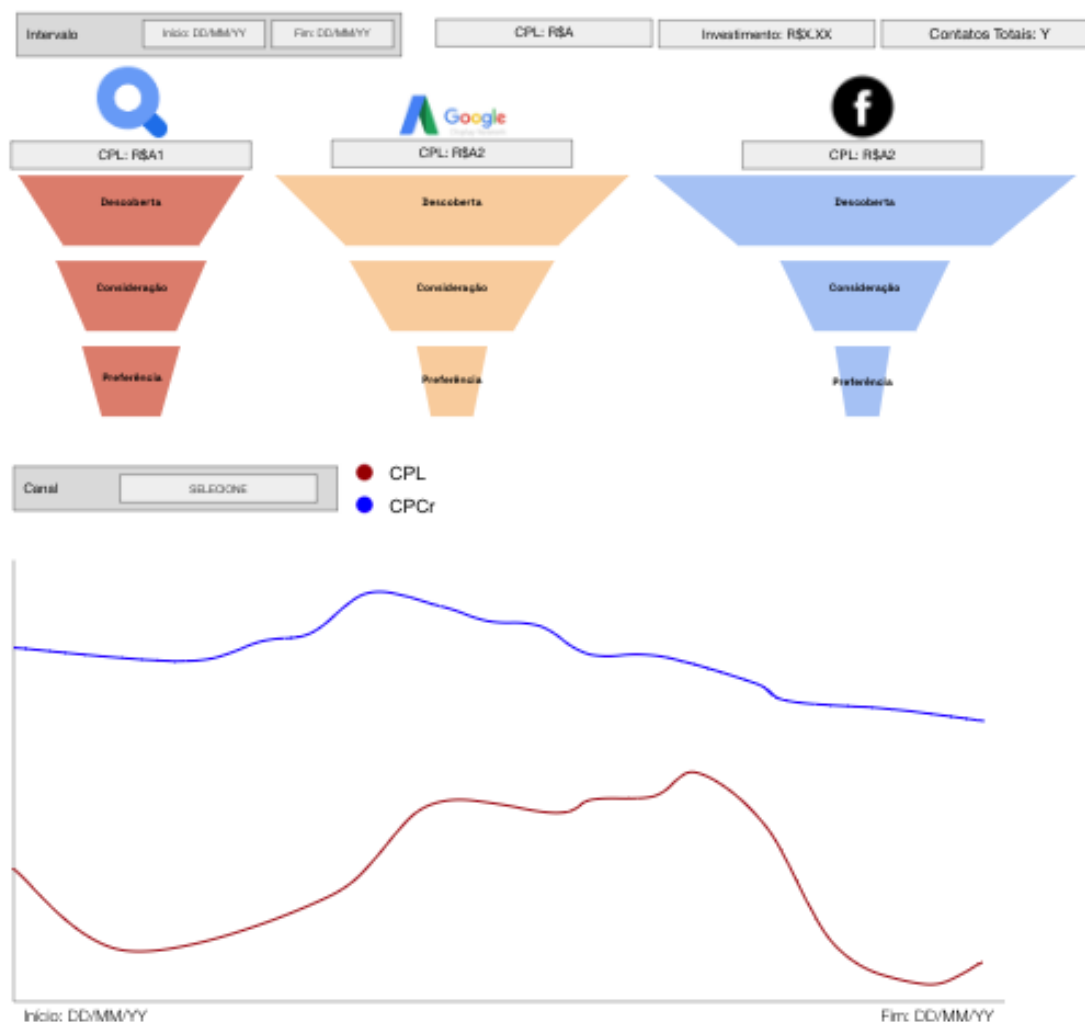 Intervalo
Início: DD/MM/YY
Fim: DD/MM/YY
CPL: R$A
Investimento: R$X.XX
Contatos Totais: Y
Google
CPL: R$A1
CPL: R$A2
CPL: R$A2
Descoberta
Descoberta
Descoberta
Consideração
Consideração
Consideração
Preferência
Preferência
Preferência
Canal
SELECIONE
CPL
CPCr
Início: DD/MM/YY
Fim: DD/MM/YY